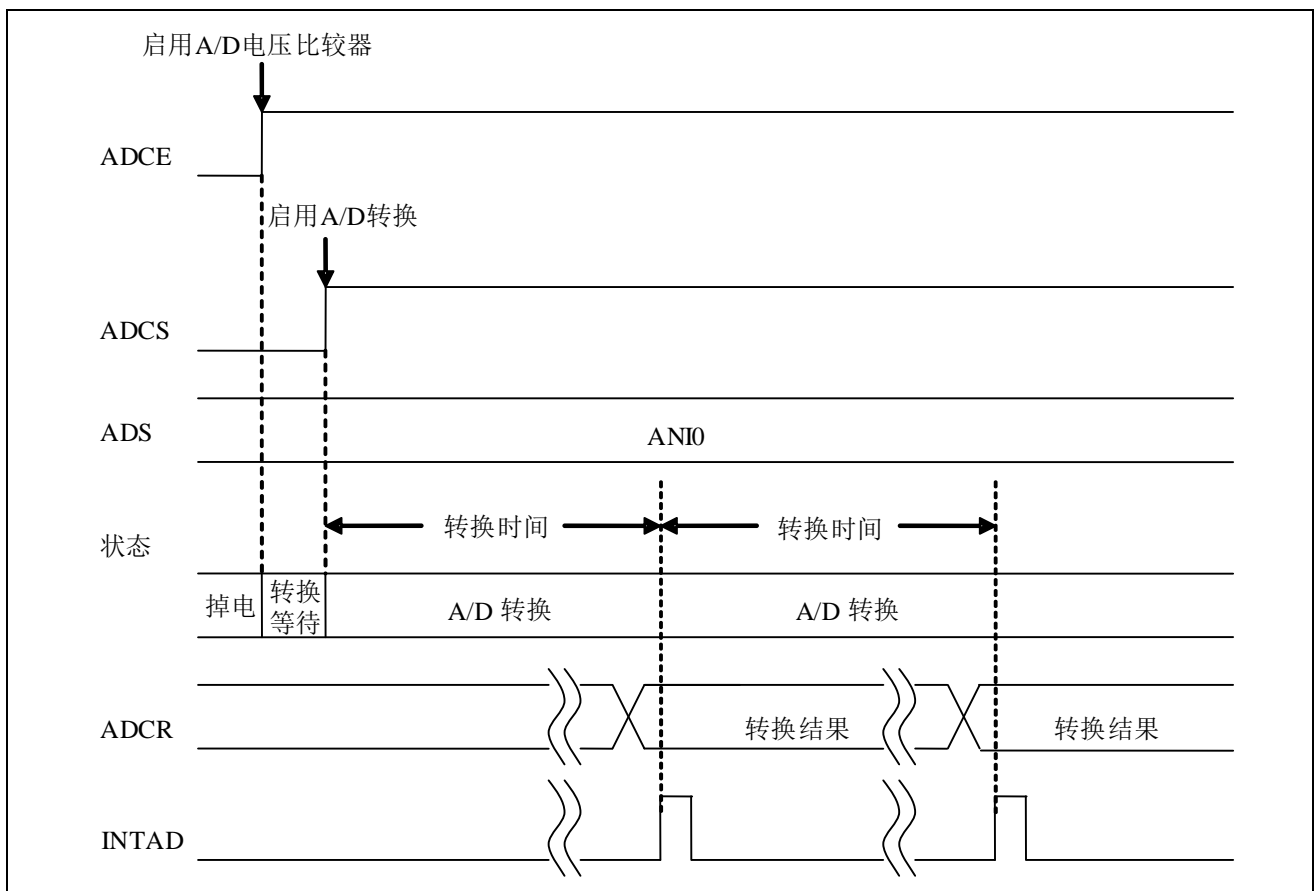 启用A/D电压比较器
ADCE
启用A/D转换
ADCS
ADS
ANI0
状态
转换时间
转换时间
掉电
转换
等待
A/D 转换
A/D 转换
ADCR
转换结果
转换结果
INTAD